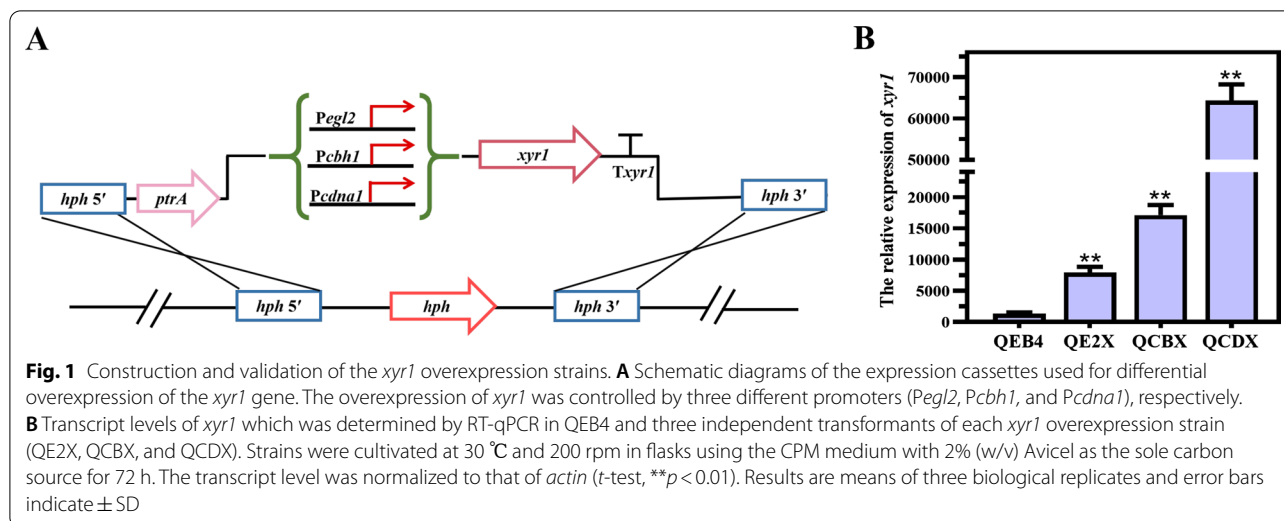 A
Pegl2
Pcbh1
Pcdna1
xyr1
Txyr1
hph 5′
ptrA
hph 3′
hph 5′
hph
hph 3′
B
The relative expression of xyr1
70000
60000
50000
20000
15000
10000
5000
0
**
**
**
QEB4 QE2X QCBX QCDX
Fig. 1 Construction and validation of the xyr1 overexpression strains. A Schematic diagrams of the expression cassettes used for differential
overexpression of the xyr1 gene. The overexpression of xyr1 was controlled by three different promoters (Pegl2, Pcbh1, and Pcdna1), respectively.
B Transcript levels of xyr1 which was determined by RT-qPCR in QEB4 and three independent transformants of each xyr1 overexpression strain
(QE2X, QCBX, and QCDX). Strains were cultivated at 30 ℃ and 200 rpm in flasks using the CPM medium with 2% (w/v) Avicel as the sole carbon
source for 72 h. The transcript level was normalized to that of actin (t-test, **p < 0.01). Results are means of three biological replicates and error bars
indicate ± SD